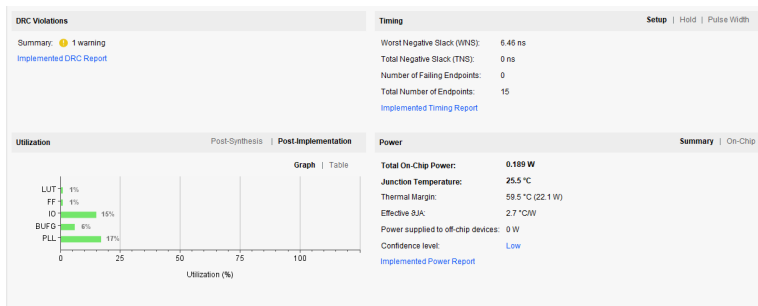 DRC Violations
Summary: 1 warning
Implemented DRC Report
Timing
Setup | Hold | Pulse Width
Worst Negative Slack (WNS): 6.46 ns
Total Negative Slack (TNS): 0 ns
Number of Failing Endpoints: 0
Total Number of Endpoints: 15
Implemented Timing Report
Utilization
Post-Synthesis | Post-Implementation
Graph | Table
LUT 1%
FF 1%
IO 15%
BUFG 6%
PLL 17%
0 25 50 75 100
Utilization (%)
Power
Summary | On-Chip
Total On-Chip Power: 0.189 W
Junction Temperature: 25.5 °C
Thermal Margin: 59.5 °C (22.1 W)
Effective ϑJA: 2.7 °C/W
Power supplied to off-chip devices: 0 W
Confidence level: Low
Implemented Power Report